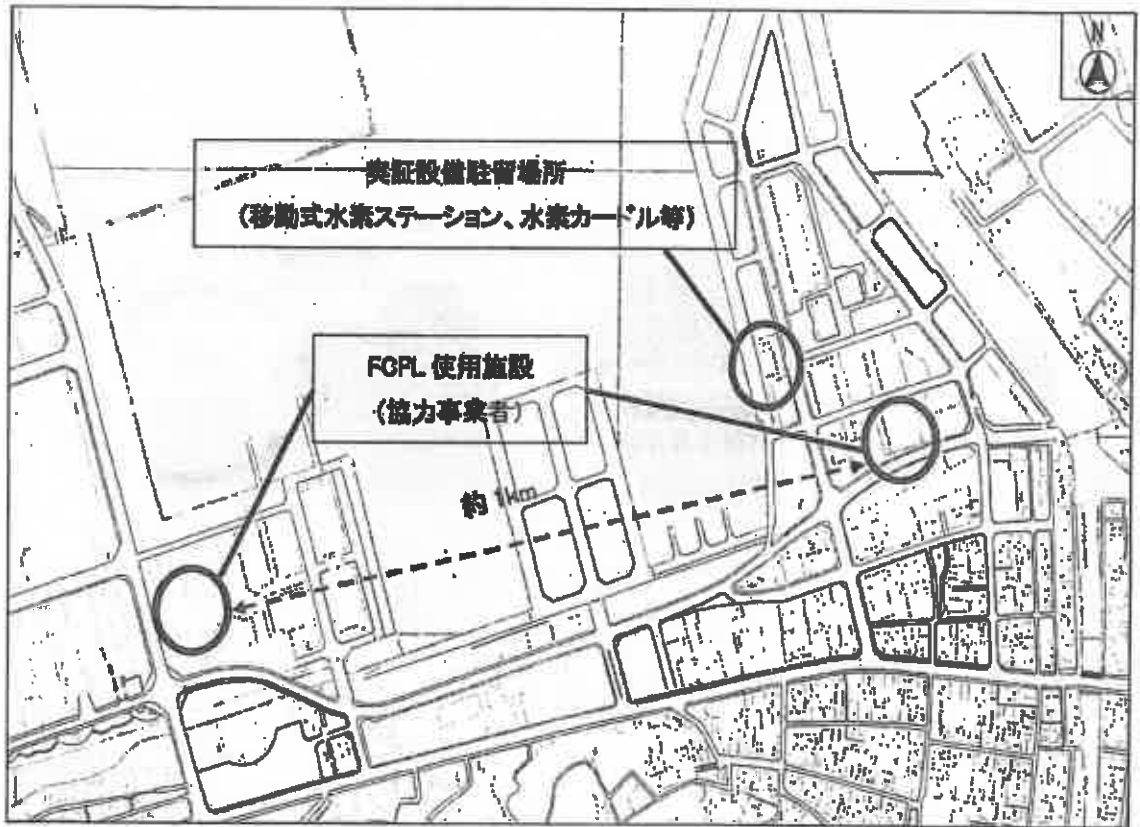 N
実証設備駐留場所
(移動式水素ステーション、水素カードル等)
FCPL 使用施設
(協力事業者)
約 1km